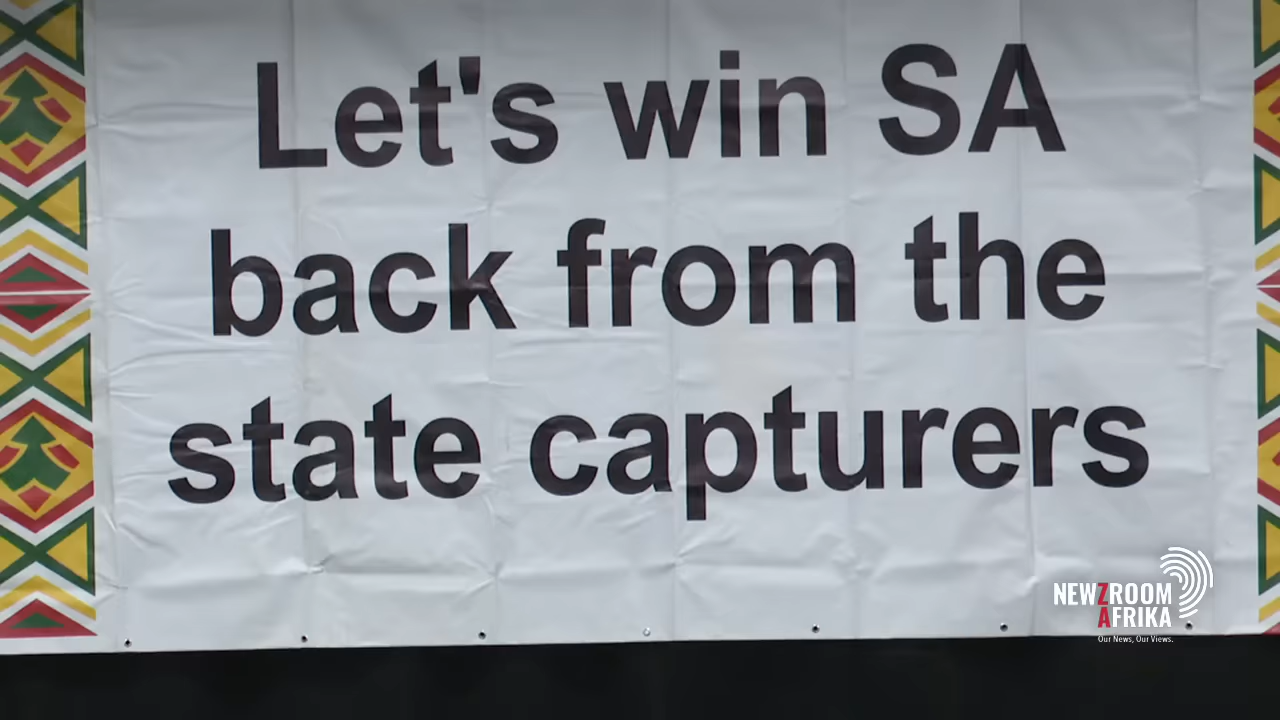 Let's win SA
back from the
state capturers
NEWZROOM
AFRIKA
Our News, Our Views.